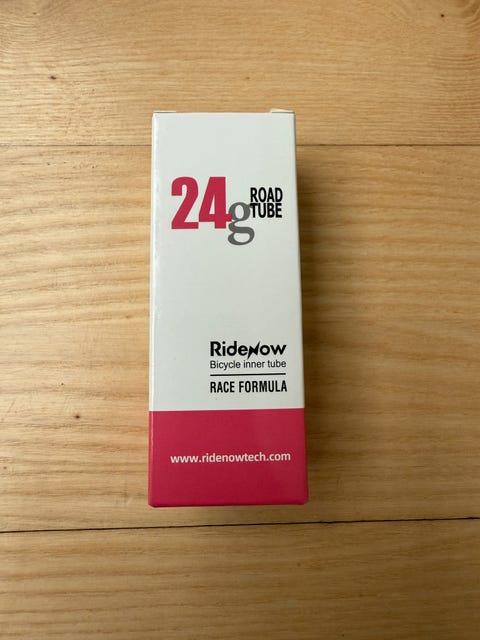 24g ROAD
TUBE
RideNow
Bicycle inner tube
RACE FORMULA
www.ridenowtech.com